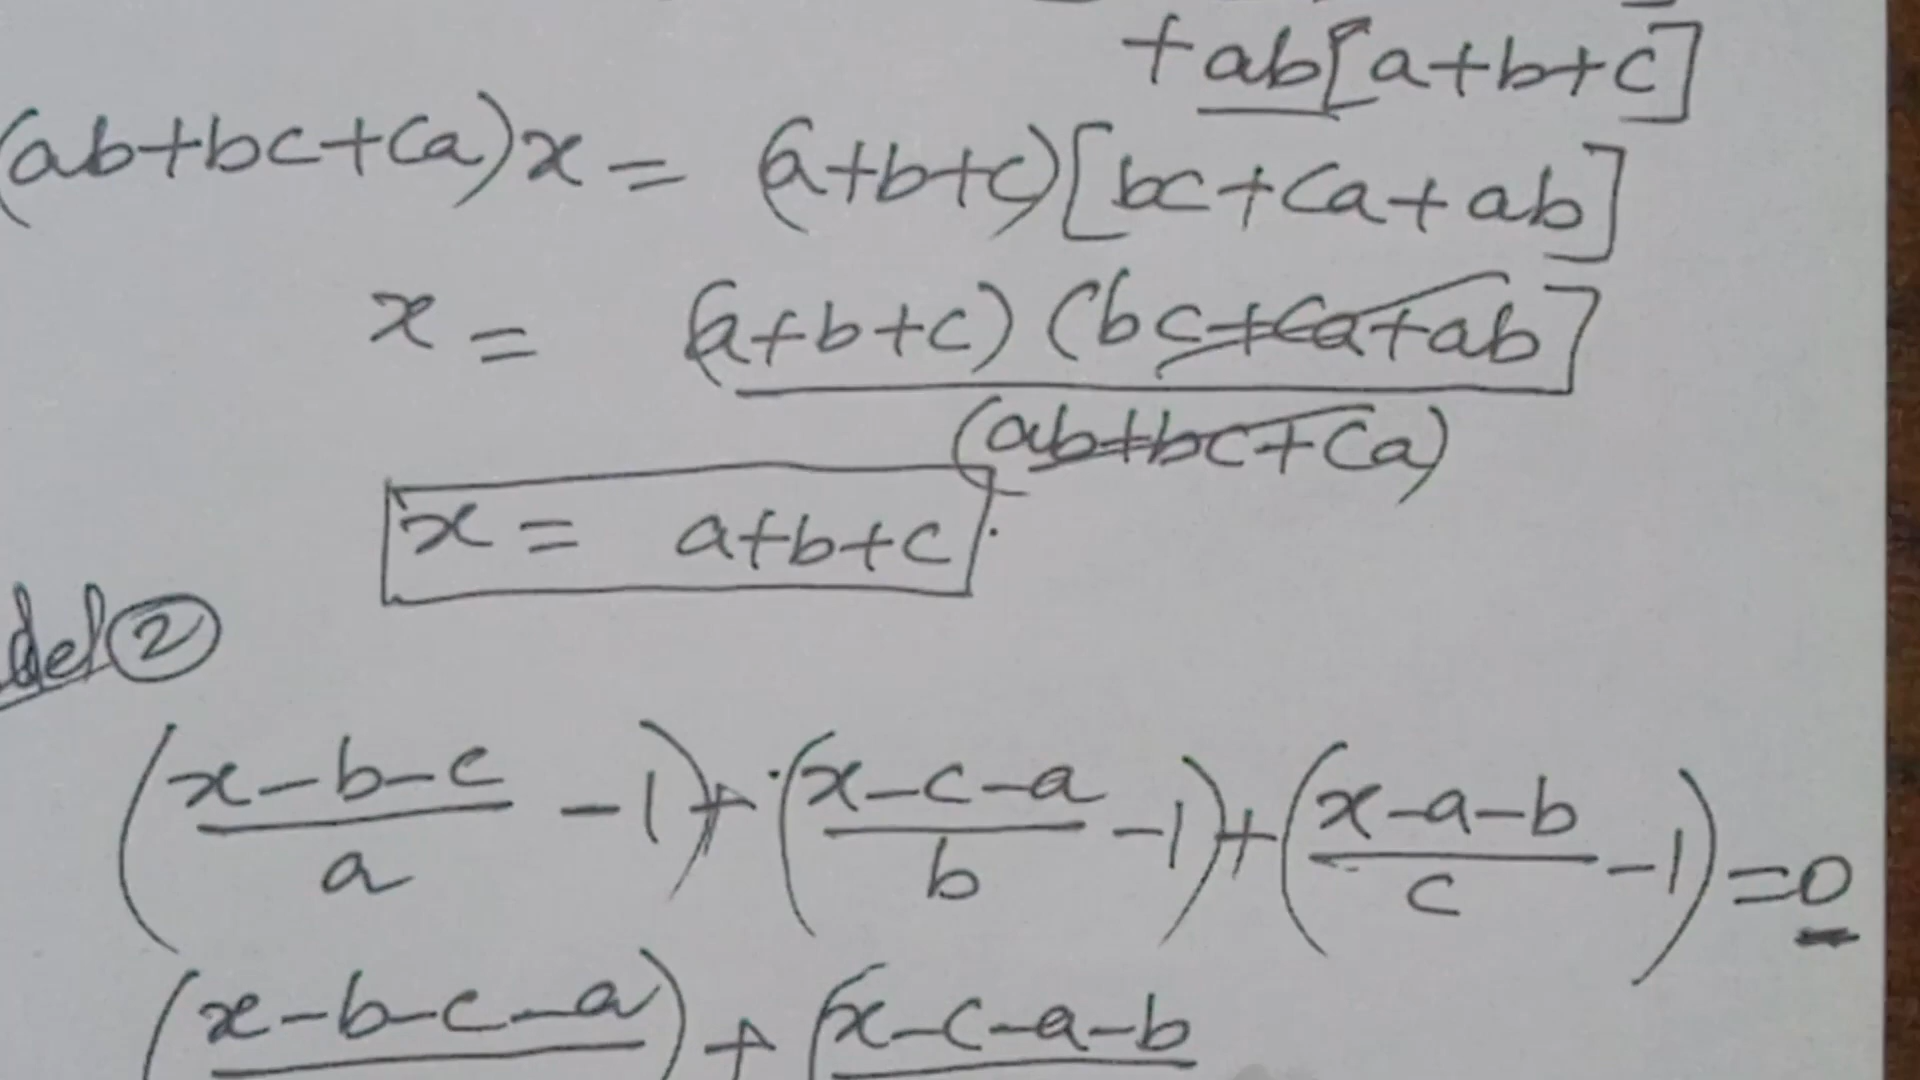 +ab[a+b+c]
(ab+bc+ca)x = (a+b+c)[bc+ca+ab]
x = (a+b+c) (bc+ca+ab]
(ab+bc+ca)
x = a+b+c
del 2
(x-b-c / a - 1) + (x-c-a / b - 1) + (x-a-b / c - 1) = 0
(x-b-c-a) + (x-c-a-b